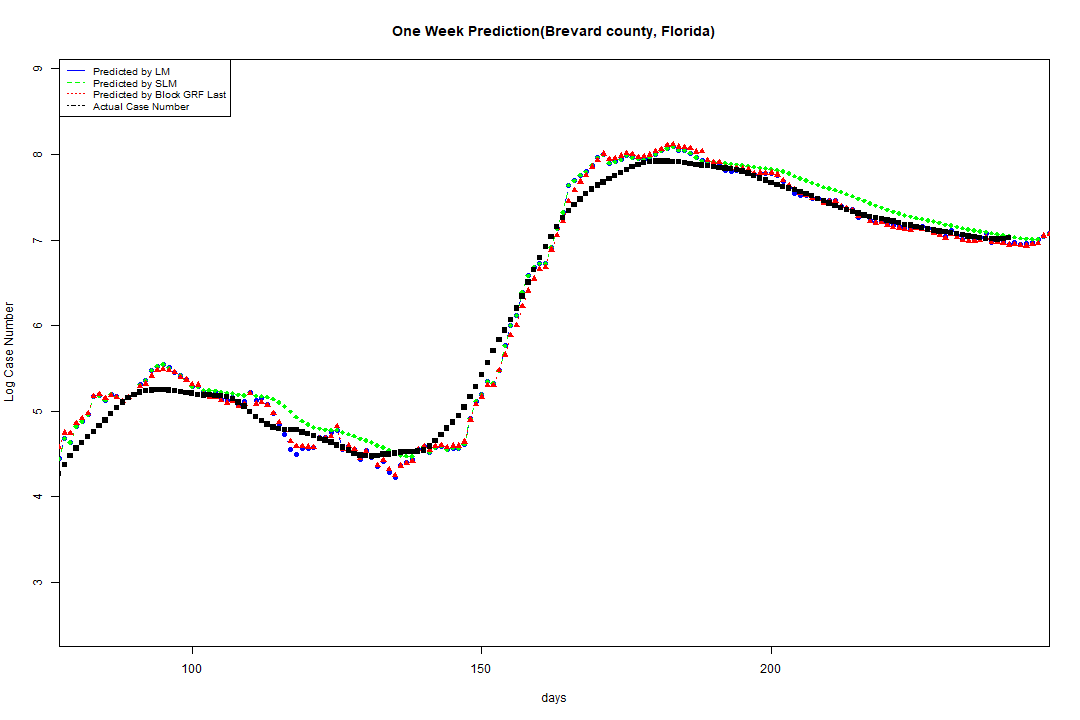 One Week Prediction(Brevard county, Florida)
Predicted by LM
Predicted by SLM
Predicted by Block GRF Last
Actual Case Number
9
8
7
6
5
4
3
Log Case Number
100 150 200
days